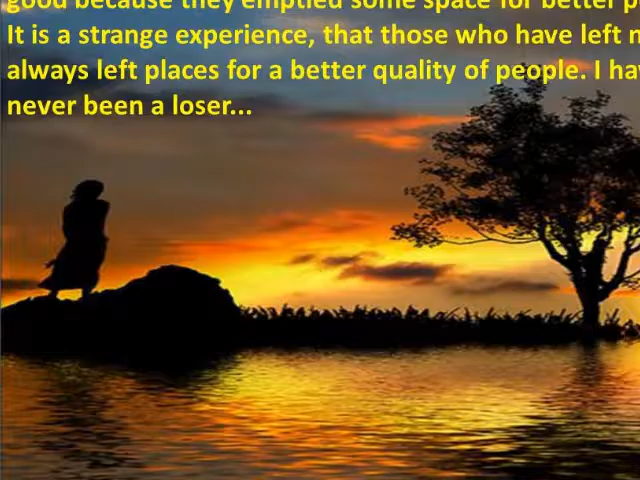 good because they emptied some space for better p
It is a strange experience, that those who have left m
always left places for a better quality of people. I hav
never been a loser...